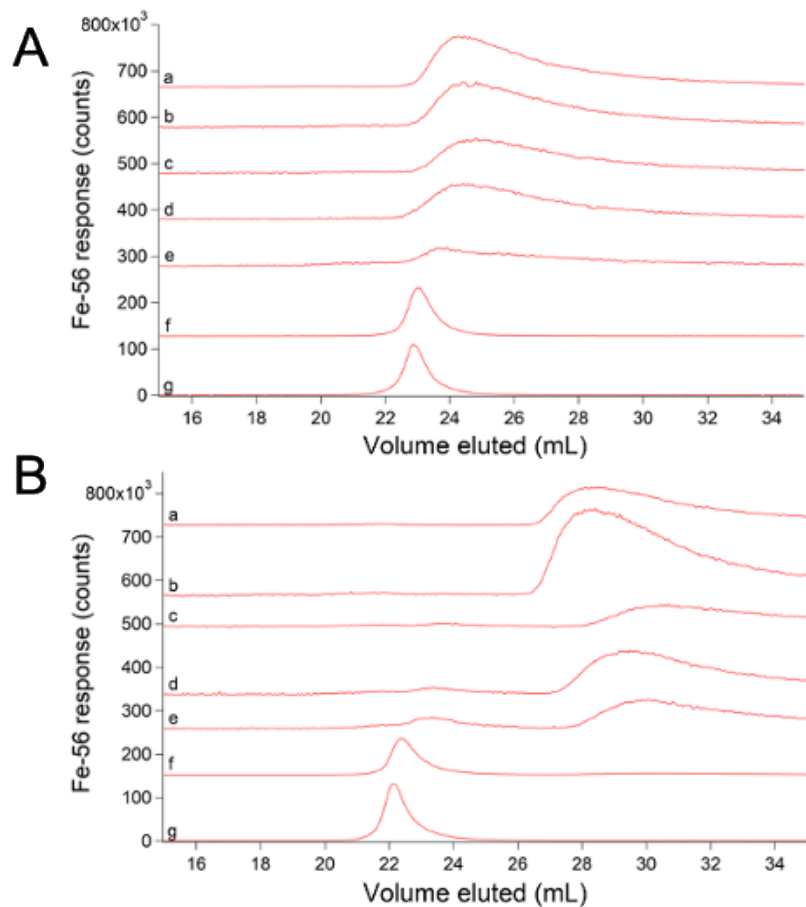 A
800x10³
700
600
500
400
300
200
100
0
Fe-56 response (counts)
a
b
c
d
e
f
g
16 18 20 22 24 26 28 30 32 34
Volume eluted (mL)
B
800x10³
700
600
500
400
300
200
100
0
Fe-56 response (counts)
a
b
c
d
e
f
g
16 18 20 22 24 26 28 30 32 34
Volume eluted (mL)